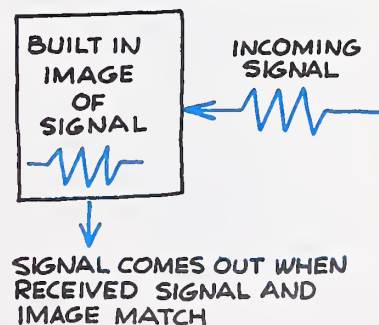 BUILT IN
IMAGE
OF
SIGNAL
INCOMING
SIGNAL
SIGNAL COMES OUT WHEN
RECEIVED SIGNAL AND
IMAGE MATCH